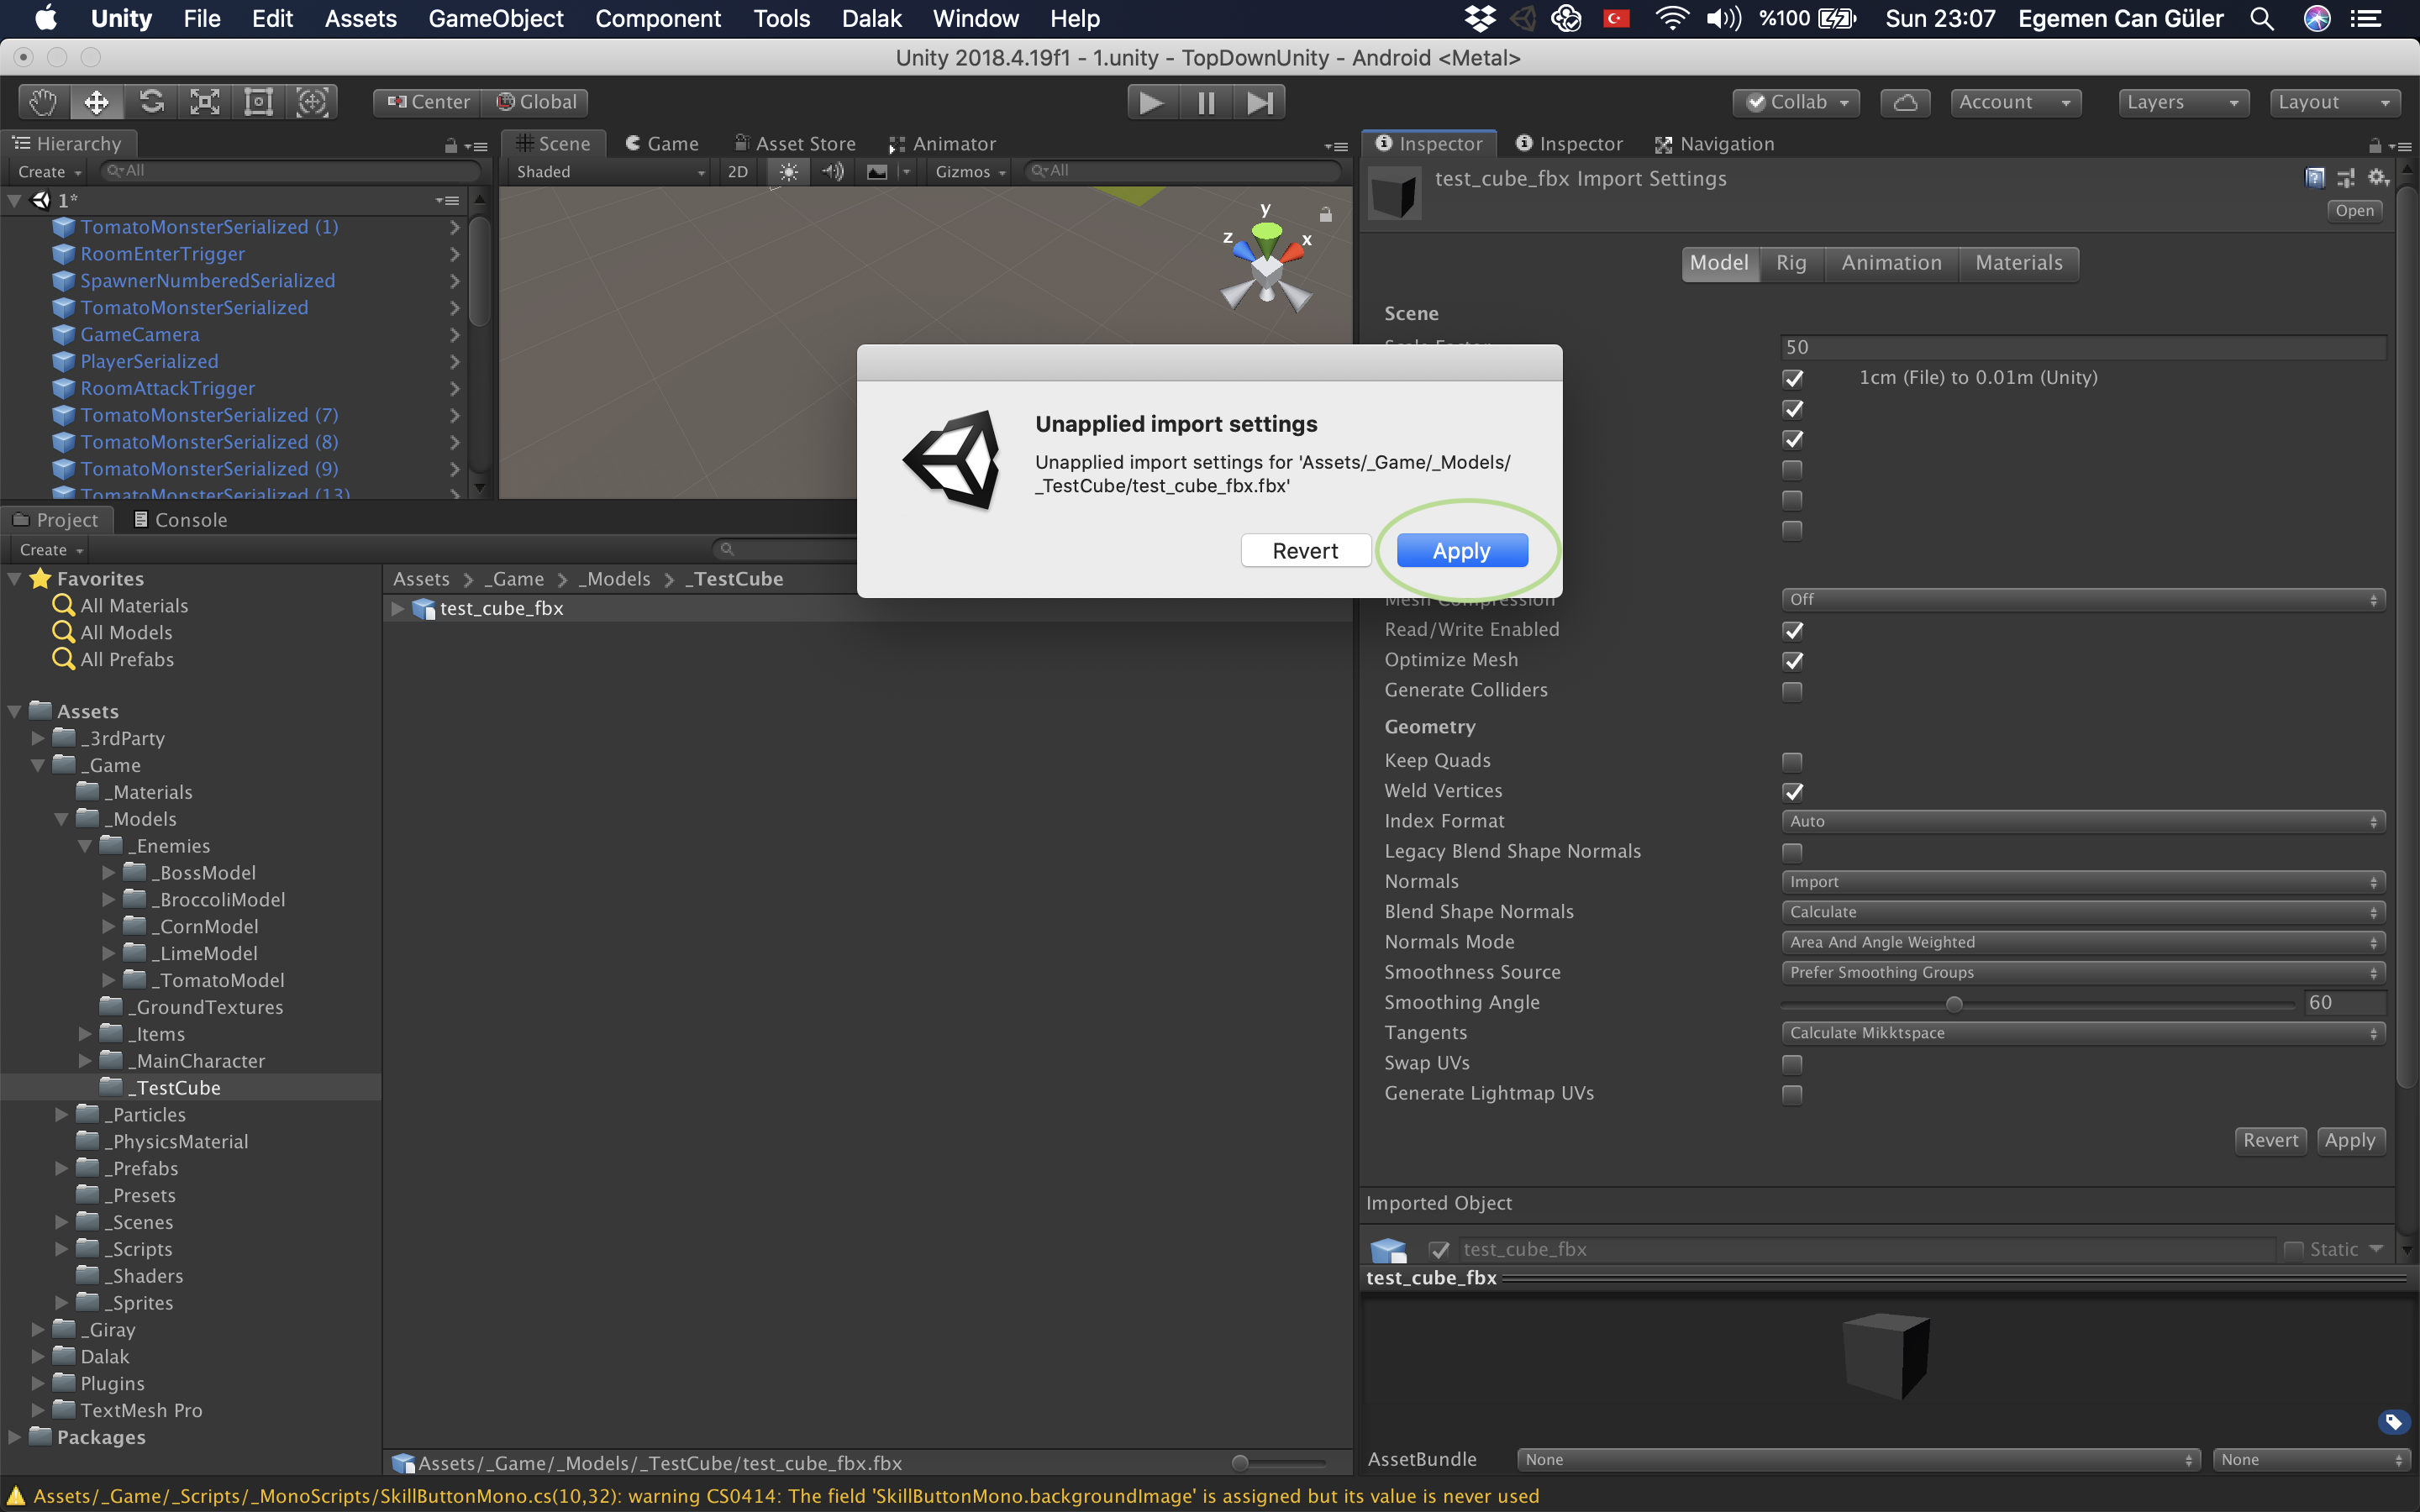 Unity File Edit Assets GameObject Component Tools Dalak Window Help %100 Sun 23:07 Egemen Can Güler
Unity 2018.4.19f1 - 1.unity - TopDownUnity - Android <Metal>
Center Global Collab Account Layers Layout
Hierarchy
Create All
1*
TomatoMonsterSerialized (1)
RoomEnterTrigger
SpawnerNumberedSerialized
TomatoMonsterSerialized
GameCamera
PlayerSerialized
RoomAttackTrigger
TomatoMonsterSerialized (7)
TomatoMonsterSerialized (8)
TomatoMonsterSerialized (9)
TomatoMonsterSerialized (13)
Scene Game Asset Store Animator
Shaded 2D Gizmos All
y
z x
Unapplied import settings
Unapplied import settings for 'Assets/_Game/_Models/
_TestCube/test_cube_fbx.fbx'
Revert Apply
Project Console
Create
Favorites
All Materials
All Models
All Prefabs
Assets
_3rdParty
_Game
_Materials
_Models
_Enemies
_BossModel
_BroccoliModel
_CornModel
_LimeModel
_TomatoModel
_GroundTextures
_Items
_MainCharacter
_TestCube
_Particles
_PhysicsMaterial
_Prefabs
_Presets
_Scenes
_Scripts
_Shaders
_Sprites
_Giray
Dalak
Plugins
TextMesh Pro
Packages
Assets _Game _Models _TestCube
test_cube_fbx
Assets/_Game/_Models/_TestCube/test_cube_fbx.fbx
Inspector Inspector Navigation
test_cube_fbx Import Settings
Open
Model Rig Animation Materials
Scene
Scale Factor 50
1cm (File) to 0.01m (Unity)
Mesh Compression Off
Read/Write Enabled
Optimize Mesh
Generate Colliders
Geometry
Keep Quads
Weld Vertices
Index Format Auto
Legacy Blend Shape Normals
Normals Import
Blend Shape Normals Calculate
Normals Mode Area And Angle Weighted
Smoothness Source Prefer Smoothing Groups
Smoothing Angle 60
Tangents Calculate Mikktspace
Swap UVs
Generate Lightmap UVs
Revert Apply
Imported Object
test_cube_fbx Static
test_cube_fbx
AssetBundle None None
Assets/_Game/_Scripts/_MonoScripts/SkillButtonMono.cs(10,32): warning CS0414: The field 'SkillButtonMono.backgroundImage' is assigned but its value is never used